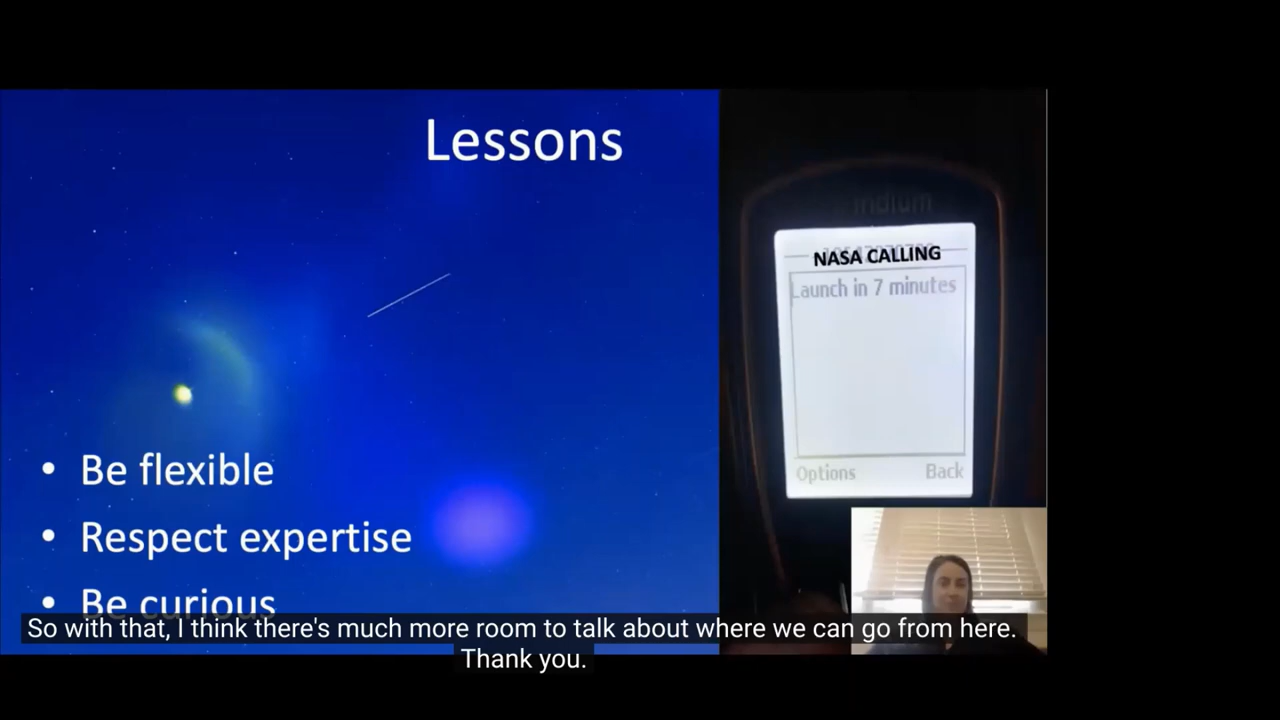 Lessons
• Be flexible
• Respect expertise
• Be curious
Iridium
NASA CALLING
Launch in 7 minutes
Options Back
So with that, I think there's much more room to talk about where we can go from here.
Thank you.